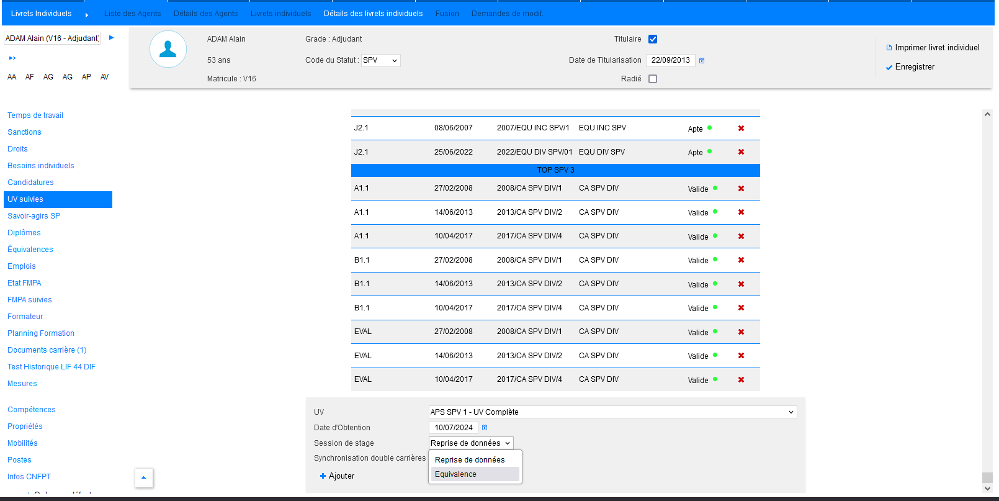 Livrets Individuels Liste des Agents Détails des Agents Livrets individuels Détails des livrets individuels Fusion Demandes de modif.
ADAM Alain (V16 - Adjudant)
AA AF AG AG AP AV
ADAM Alain Grade : Adjudant Titulaire
53 ans Code du Statut : SPV Date de Titularisation 22/09/2013
Matricule : V16 Radié
Imprimer livret individuel
Enregistrer
Temps de travail
Sanctions
Droits
Besoins individuels
Candidatures
UV suivies
Savoir-agirs SP
Diplômes
Équivalences
Emplois
Etat FMPA
FMPA suivies
Formateur
Planning Formation
Documents carrière (1)
Test Historique LIF 44 DIF
Mesures
Compétences
Propriétés
Mobilités
Postes
Infos CNFPT
J2.1 08/06/2007 2007/EQU INC SPV/1 EQU INC SPV Apte
J2.1 25/06/2022 2022/EQU DIV SPV/01 EQU DIV SPV Apte
TOP SPV 3
A1.1 27/02/2008 2008/CA SPV DIV/1 CA SPV DIV Valide
A1.1 14/06/2013 2013/CA SPV DIV/2 CA SPV DIV Valide
A1.1 10/04/2017 2017/CA SPV DIV/4 CA SPV DIV Valide
B1.1 27/02/2008 2008/CA SPV DIV/1 CA SPV DIV Valide
B1.1 14/06/2013 2013/CA SPV DIV/2 CA SPV DIV Valide
B1.1 10/04/2017 2017/CA SPV DIV/4 CA SPV DIV Valide
EVAL 27/02/2008 2008/CA SPV DIV/1 CA SPV DIV Valide
EVAL 14/06/2013 2013/CA SPV DIV/2 CA SPV DIV Valide
EVAL 10/04/2017 2017/CA SPV DIV/4 CA SPV DIV Valide
UV APS SPV 1 - UV Complète
Date d'Obtention 10/07/2024
Session de stage Reprise de données
Synchronisation double carrières
Reprise de données
Equivalence
Ajouter